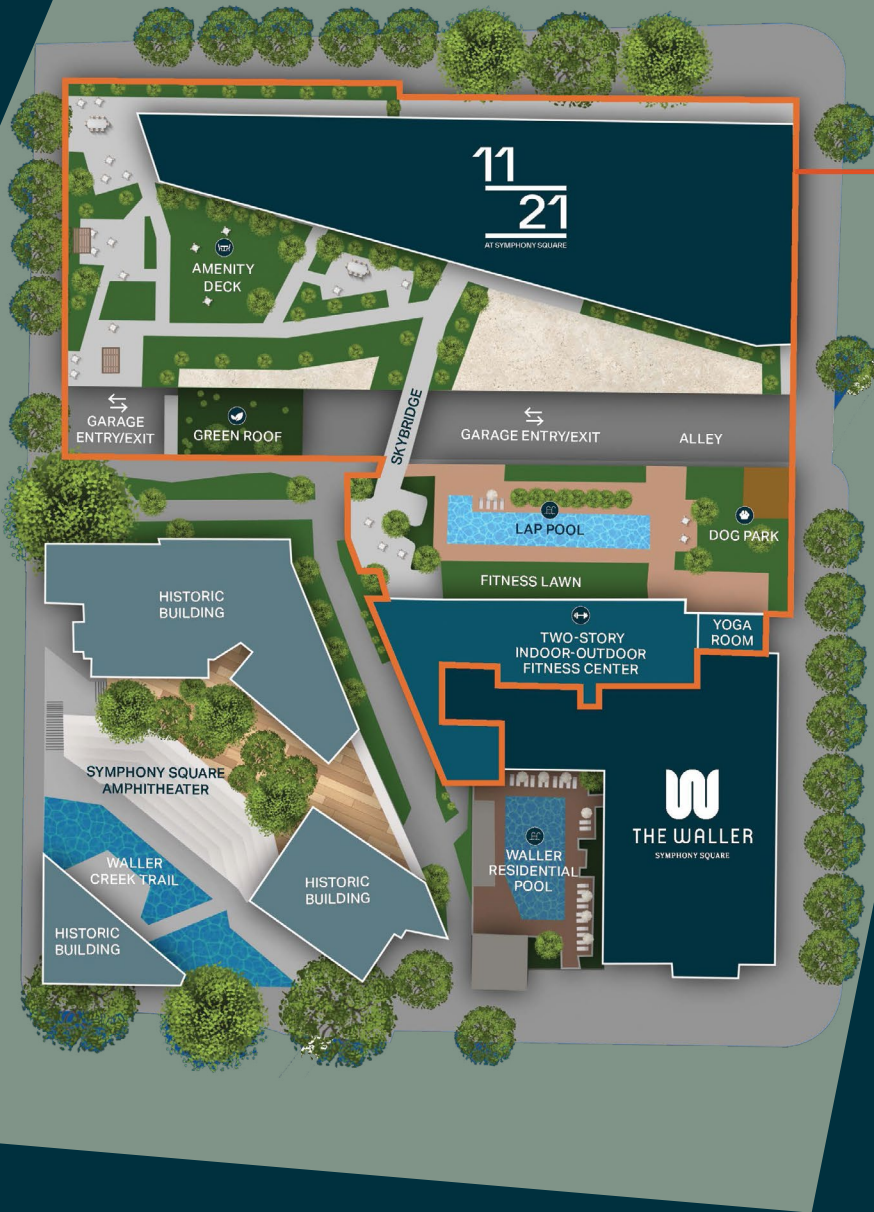 11
21
AT SYMPHONY SQUARE
AMENITY
DECK
GARAGE
ENTRY/EXIT
GREEN ROOF
SKYBRIDGE
GARAGE ENTRY/EXIT
ALLEY
LAP POOL
DOG PARK
FITNESS LAWN
HISTORIC
BUILDING
TWO-STORY
INDOOR-OUTDOOR
FITNESS CENTER
YOGA
ROOM
SYMPHONY SQUARE
AMPHITHEATER
W
THE WALLER
SYMPHONY SQUARE
WALLER
RESIDENTIAL
POOL
WALLER
CREEK TRAIL
HISTORIC
BUILDING
HISTORIC
BUILDING